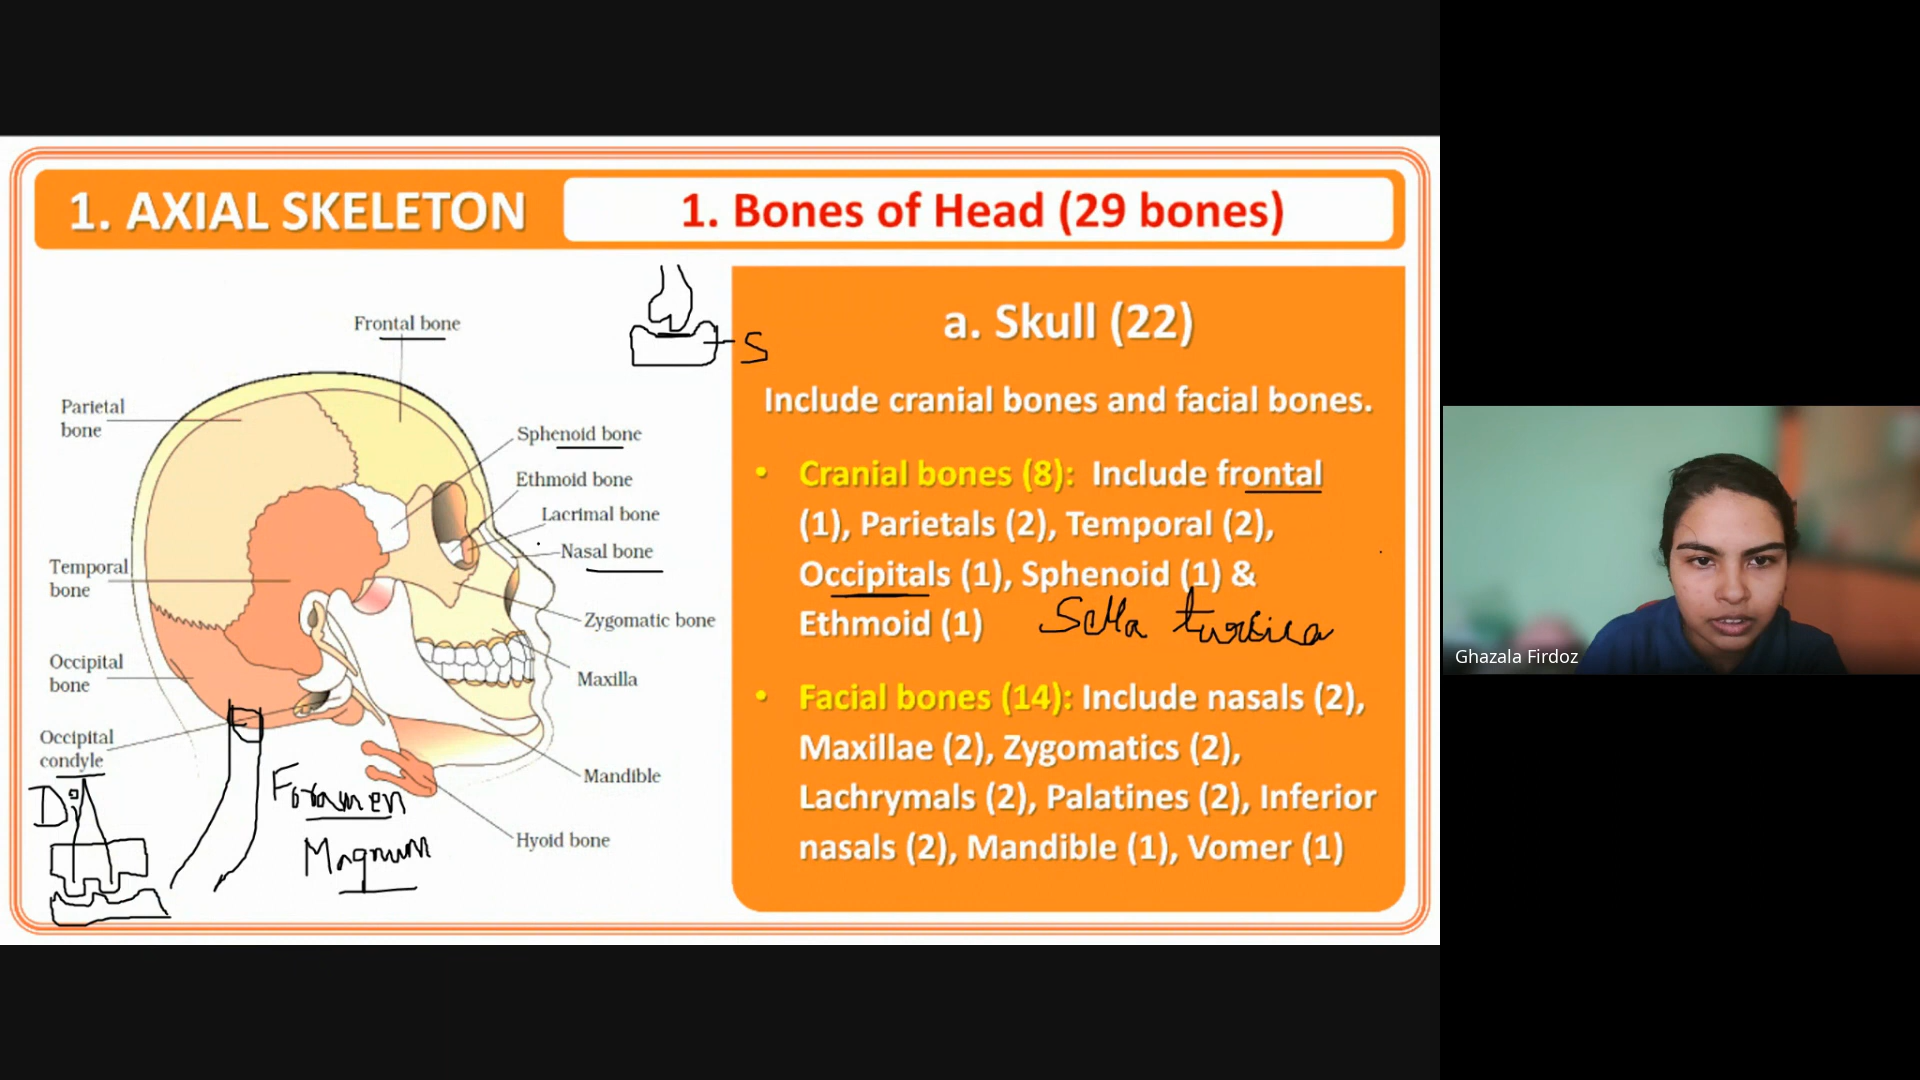 1. AXIAL SKELETON
1. Bones of Head (29 bones)
Frontal bone
Parietal
bone
Sphenoid bone
Ethmoid bone
Lacrimal bone
Nasal bone
Temporal
bone
Zygomatic bone
Occipital
bone
Maxilla
Occipital
condyle
Mandible
Hyoid bone
Foramen
Magnum
Di
S
a. Skull (22)
Include cranial bones and facial bones.
• Cranial bones (8): Include frontal
(1), Parietals (2), Temporal (2),
Occipitals (1), Sphenoid (1) &
Ethmoid (1)
Sella turcica
• Facial bones (14): Include nasals (2),
Maxillae (2), Zygomatics (2),
Lachrymals (2), Palatines (2), Inferior
nasals (2), Mandible (1), Vomer (1)
Ghazala Firdoz